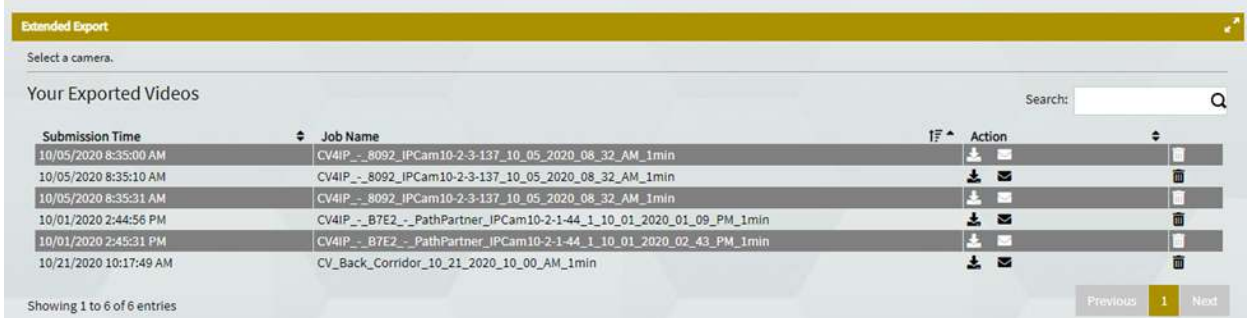 Extended Export
Select a camera.
Your Exported Videos
Search:
Submission Time Job Name Action
10/05/2020 8:35:00 AM CV4IP_-_8092_IPCam10-2-3-137_10_05_2020_08_32_AM_1min
10/05/2020 8:35:10 AM CV4IP_-_8092_IPCam10-2-3-137_10_05_2020_08_32_AM_1min
10/05/2020 8:35:31 AM CV4IP_-_8092_IPCam10-2-3-137_10_05_2020_08_32_AM_1min
10/01/2020 2:44:56 PM CV4IP_-_B7E2_-_PathPartner_IPCam10-2-1-44_1_10_01_2020_01_09_PM_1min
10/01/2020 2:45:31 PM CV4IP_-_B7E2_-_PathPartner_IPCam10-2-1-44_1_10_01_2020_02_43_PM_1min
10/21/2020 10:17:49 AM CV_Back_Corridor_10_21_2020_10_00_AM_1min
Showing 1 to 6 of 6 entries
Previous 1 Next